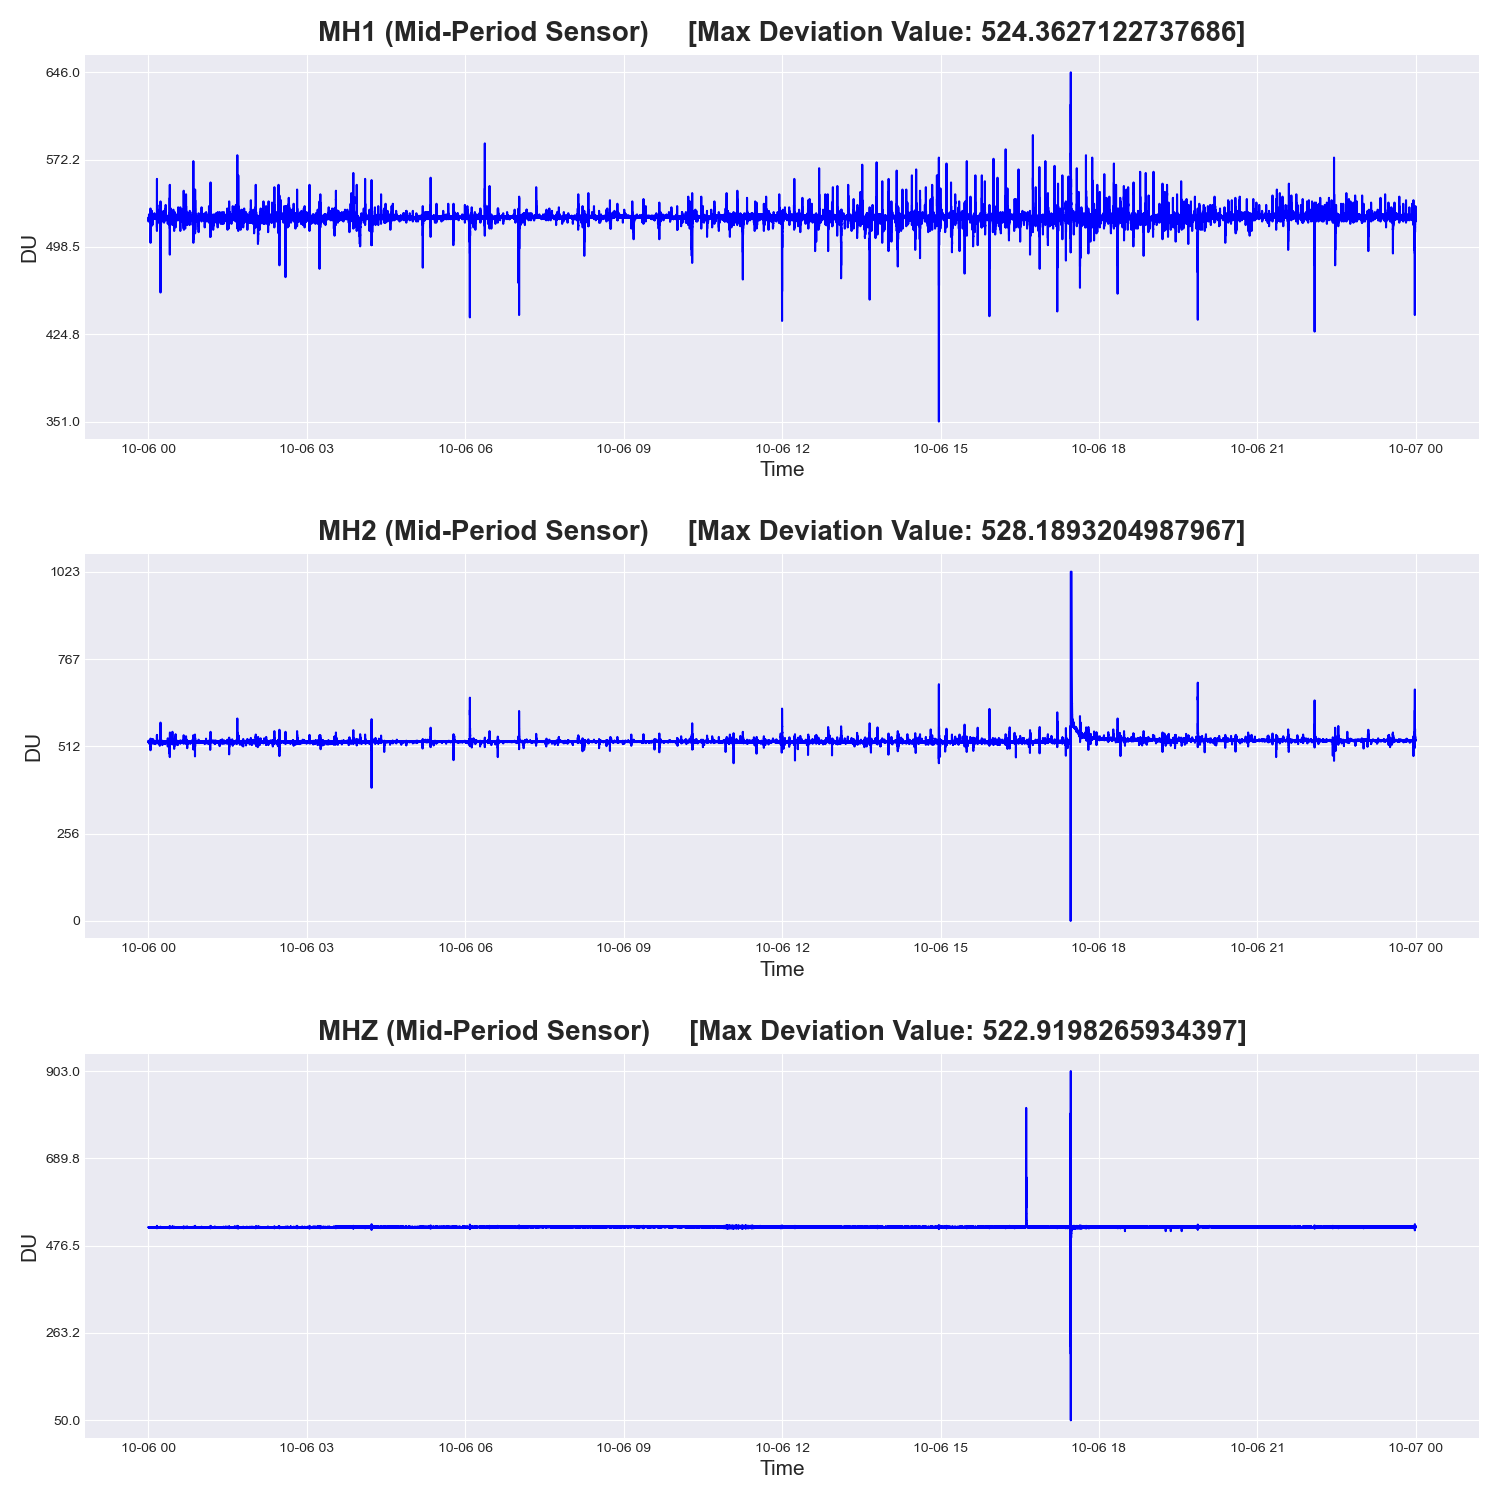 MH1 (Mid-Period Sensor) [Max Deviation Value: 524.3627122737686]
646.0
572.2
498.5
424.8
351.0
DU
10-06 00 10-06 03 10-06 06 10-06 09 10-06 12 10-06 15 10-06 18 10-06 21 10-07 00
Time
MH2 (Mid-Period Sensor) [Max Deviation Value: 528.1893204987967]
1023
767
512
256
0
DU
10-06 00 10-06 03 10-06 06 10-06 09 10-06 12 10-06 15 10-06 18 10-06 21 10-07 00
Time
MHZ (Mid-Period Sensor) [Max Deviation Value: 522.9198265934397]
903.0
689.8
476.5
263.2
50.0
DU
10-06 00 10-06 03 10-06 06 10-06 09 10-06 12 10-06 15 10-06 18 10-06 21 10-07 00
Time